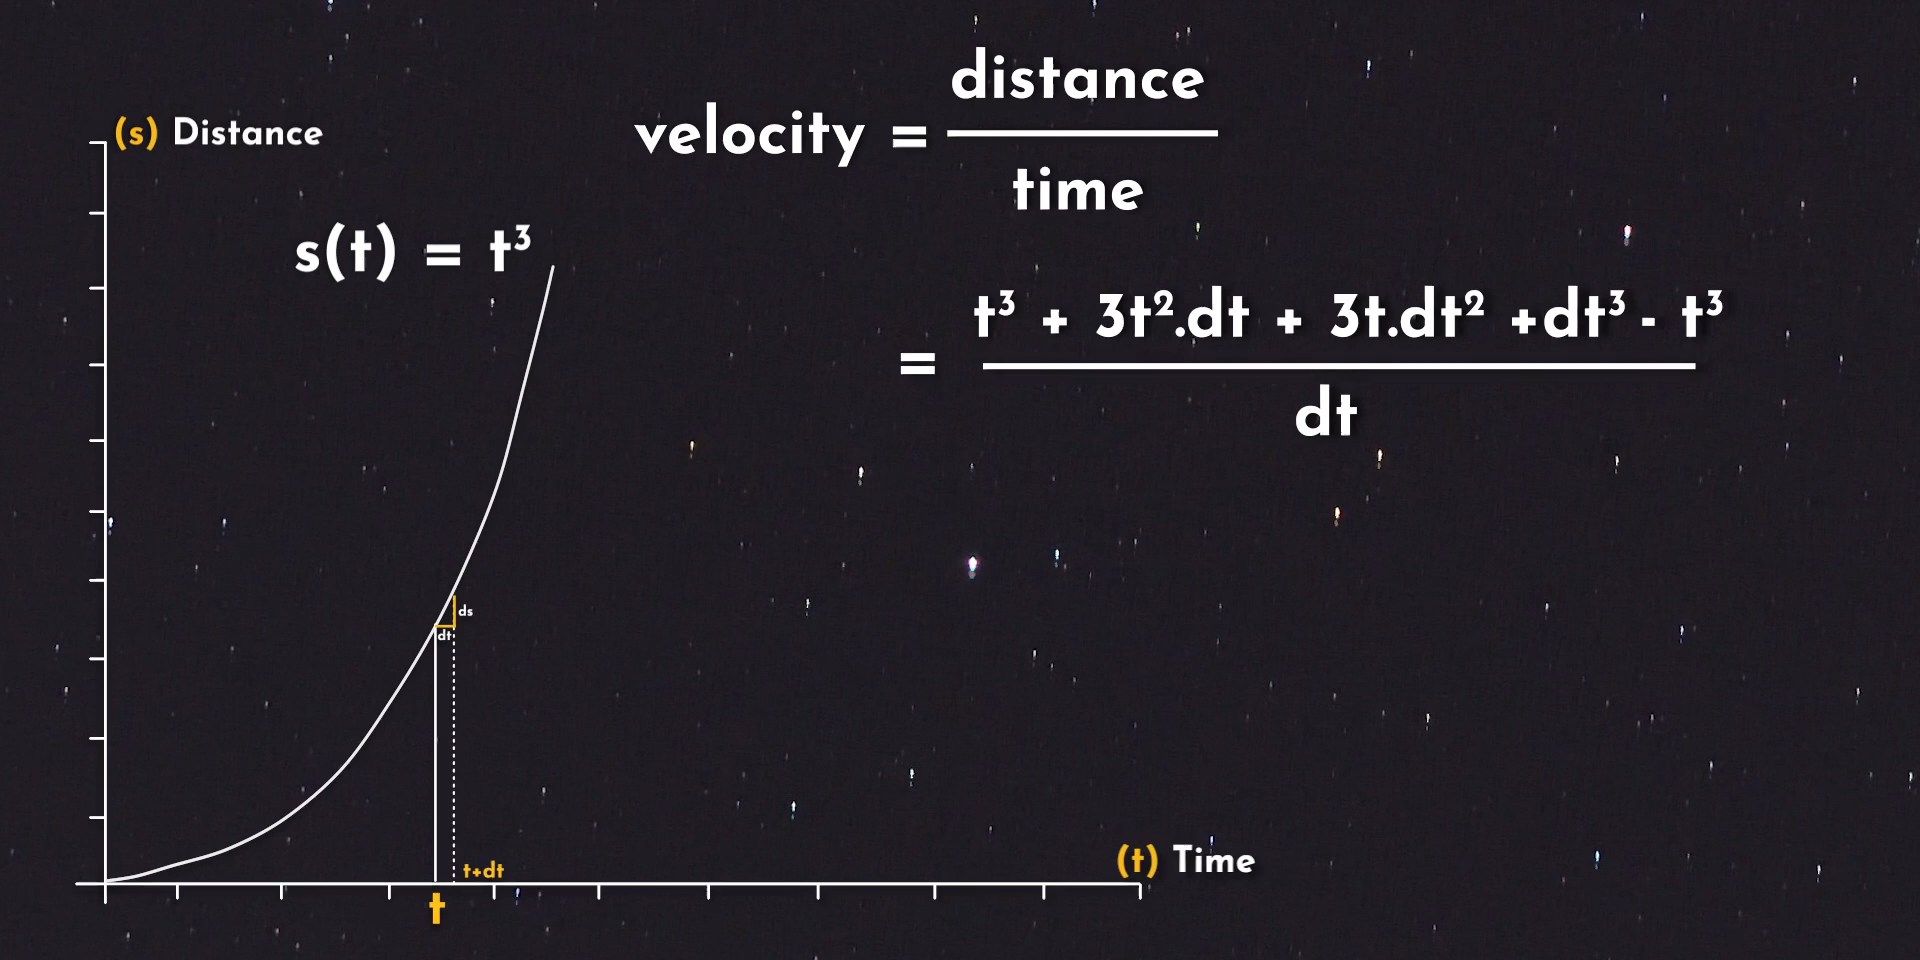 distance
velocity =
time
(s) Distance
s(t) = t³
t³ + 3t².dt + 3t.dt² +dt³ - t³
=
dt
ds
dt
t+dt
(t) Time
t